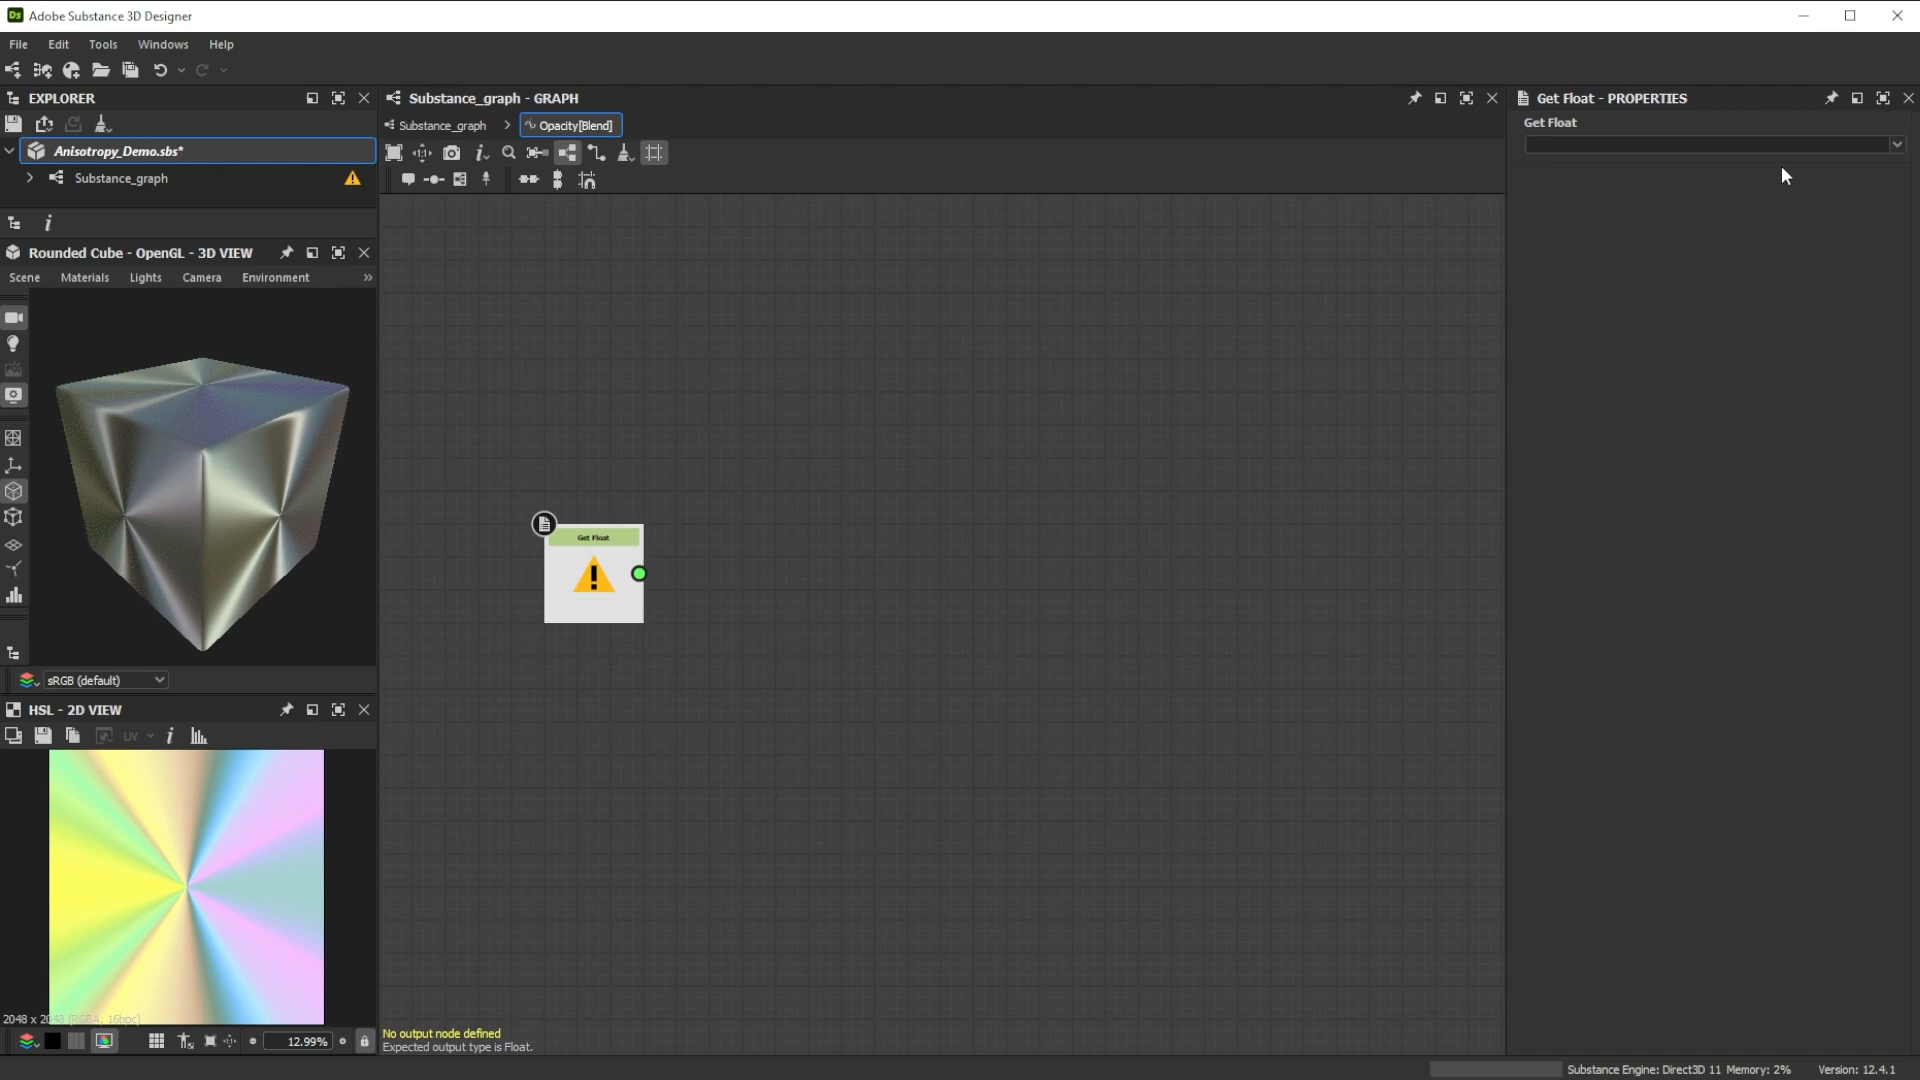 Ds Adobe Substance 3D Designer
File Edit Tools Windows Help
EXPLORER
Anisotropy_Demo.sbs*
Substance_graph
Rounded Cube - OpenGL - 3D VIEW
Scene Materials Lights Camera Environment »
sRGB (default)
HSL - 2D VIEW
UV
2048 x 2048 (RGBA, 16bpc)
12.99%
Substance_graph - GRAPH
Substance_graph > Opacity[Blend]
Get Float
No output node defined
Expected output type is Float.
Get Float - PROPERTIES
Get Float
Substance Engine: Direct3D 11 Memory: 2% Version: 12.4.1